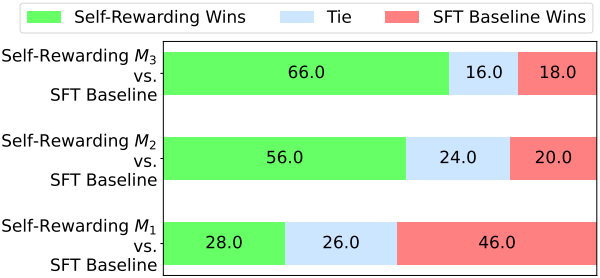 Self-Rewarding Wins Tie SFT Baseline Wins
Self-Rewarding M₃
vs.
SFT Baseline
66.0 16.0 18.0
Self-Rewarding M₂
vs.
SFT Baseline
56.0 24.0 20.0
Self-Rewarding M₁
vs.
SFT Baseline
28.0 26.0 46.0